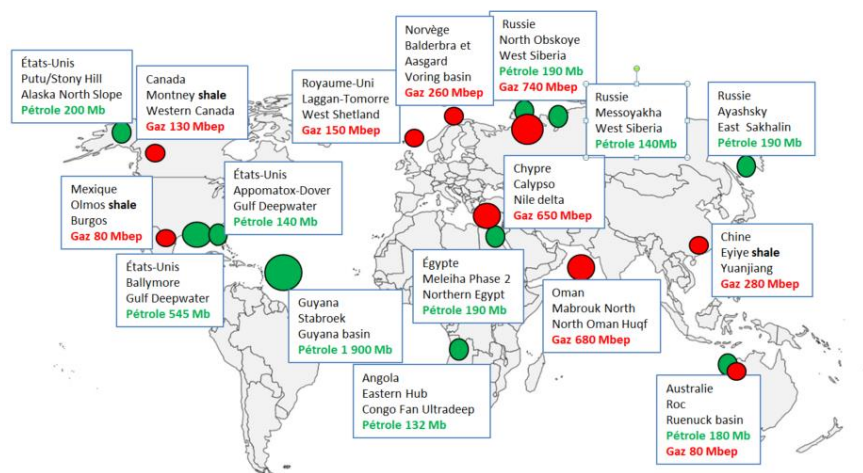 États-Unis
Putu/Stony Hill
Alaska North Slope
Pétrole 200 Mb
Canada
Montney shale
Western Canada
Gaz 130 Mbep
Royaume-Uni
Laggan-Tomorre
West Shetland
Gaz 150 Mbep
Norvège
Balderbra et
Aasgard
Voring basin
Gaz 260 Mbep
Russie
North Obskoye
West Siberia
Pétrole 190 Mb
Gaz 740 Mbep
Russie
Messoyakha
West Siberia
Pétrole 140Mb
Russie
Ayashsky
East Sakhalin
Pétrole 190 Mb
Mexique
Olmos shale
Burgos
Gaz 80 Mbep
États-Unis
Appomatox-Dover
Gulf Deepwater
Pétrole 140 Mb
Chypre
Calypso
Nile delta
Gaz 650 Mbep
États-Unis
Ballymore
Gulf Deepwater
Pétrole 545 Mb
Guyana
Stabroek
Guyana basin
Pétrole 1 900 Mb
Égypte
Meleiha Phase 2
Northern Egypt
Pétrole 190 Mb
Oman
Mabrouk North
North Oman Huqf
Gaz 680 Mbep
Chine
Eyiye shale
Yuanjiang
Gaz 280 Mbep
Angola
Eastern Hub
Congo Fan Ultradeep
Pétrole 132 Mb
Australie
Roc
Ruenuck basin
Pétrole 180 Mb
Gaz 80 Mbep